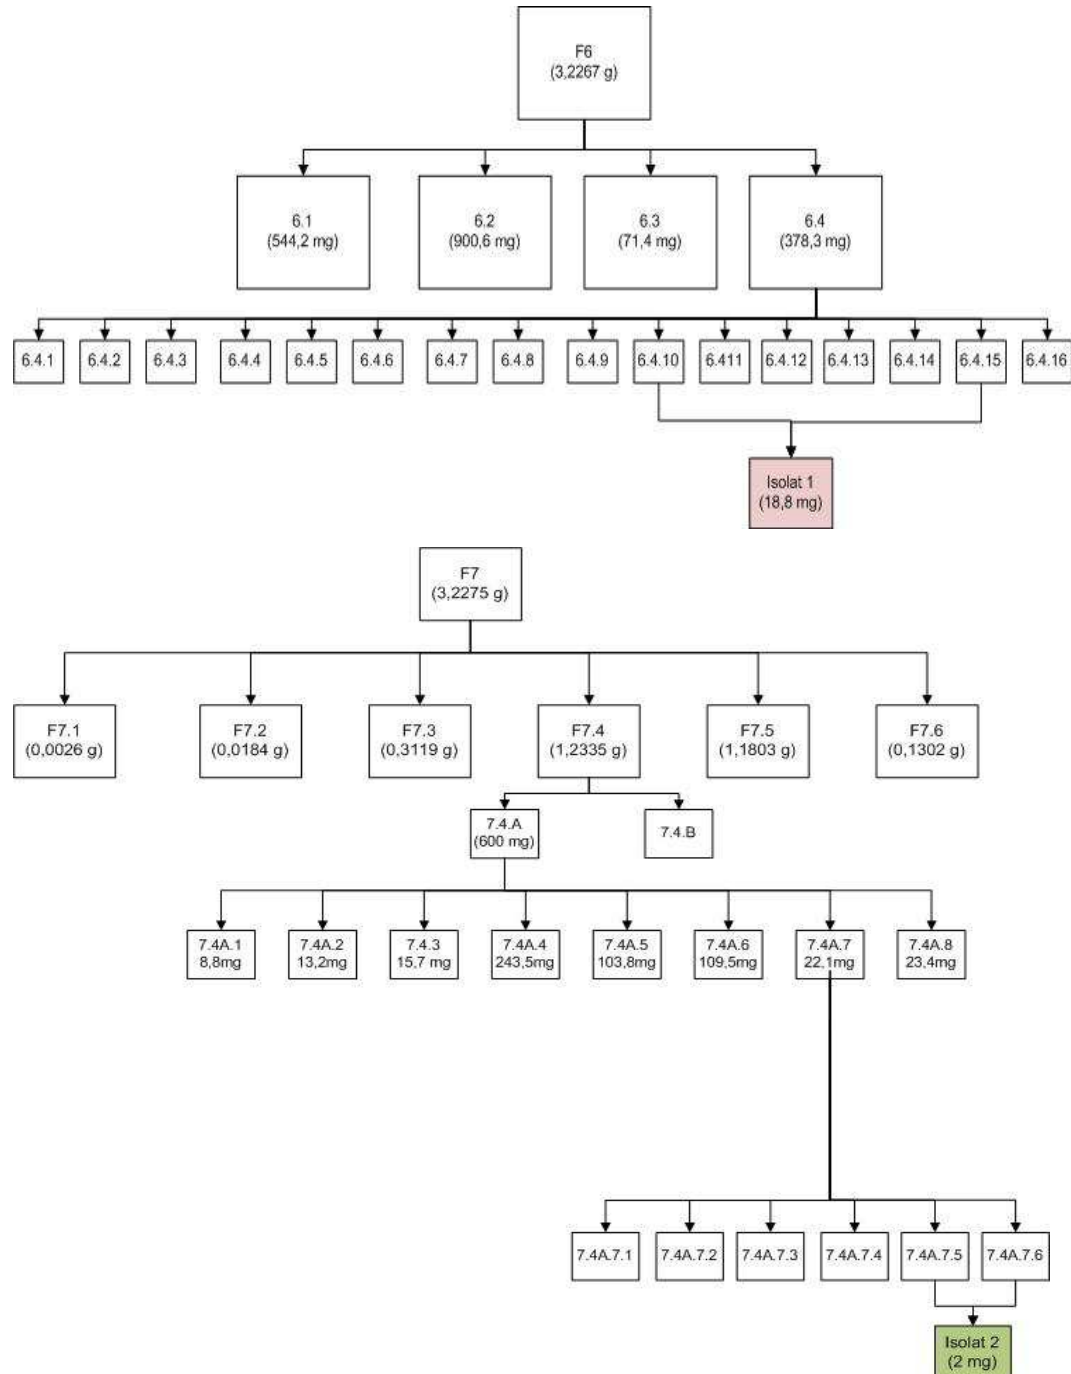 F6
(3,2267 g)
6.1
(544,2 mg)
6.2
(900,6 mg)
6.3
(71,4 mg)
6.4
(378,3 mg)
6.4.1
6.4.2
6.4.3
6.4.4
6.4.5
6.4.6
6.4.7
6.4.8
6.4.9
6.4.10
6.411
6.4.12
6.4.13
6.4.14
6.4.15
6.4.16
Isolat 1
(18,8 mg)
F7
(3,2275 g)
F7.1
(0,0026 g)
F7.2
(0,0184 g)
F7.3
(0,3119 g)
F7.4
(1,2335 g)
F7.5
(1,1803 g)
F7.6
(0,1302 g)
7.4.A
(600 mg)
7.4.B
7.4A.1
8,8mg
7.4A.2
13,2mg
7.4.3
15,7 mg
7.4A.4
243,5mg
7.4A.5
103,8mg
7.4A.6
109,5mg
7.4A.7
22,1mg
7.4A.8
23,4mg
7.4A.7.1
7.4A.7.2
7.4A.7.3
7.4A.7.4
7.4A.7.5
7.4A.7.6
Isolat 2
(2 mg)